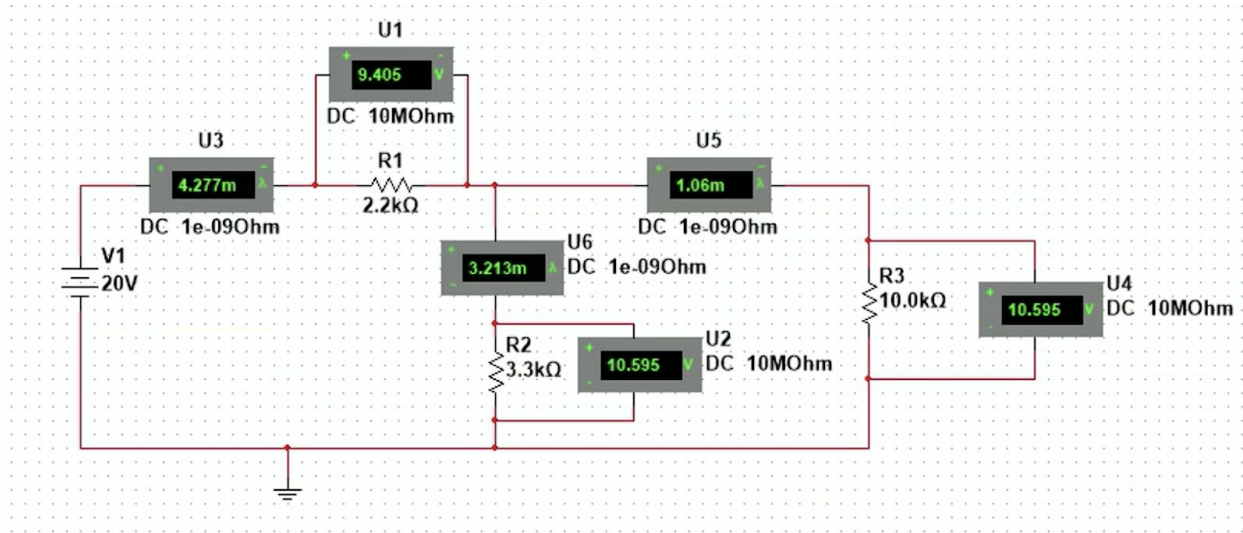 U1
+ -
9.405 V
DC 10MOhm
U3
+ -
4.277m A
DC 1e-09Ohm
R1
2.2kΩ
U5
+ -
1.06m A
DC 1e-09Ohm
V1
20V
U6
+
3.213m A
-
DC 1e-09Ohm
R2
3.3kΩ
U2
+
10.595 V
-
DC 10MOhm
R3
10.0kΩ
U4
+
10.595 V
-
DC 10MOhm